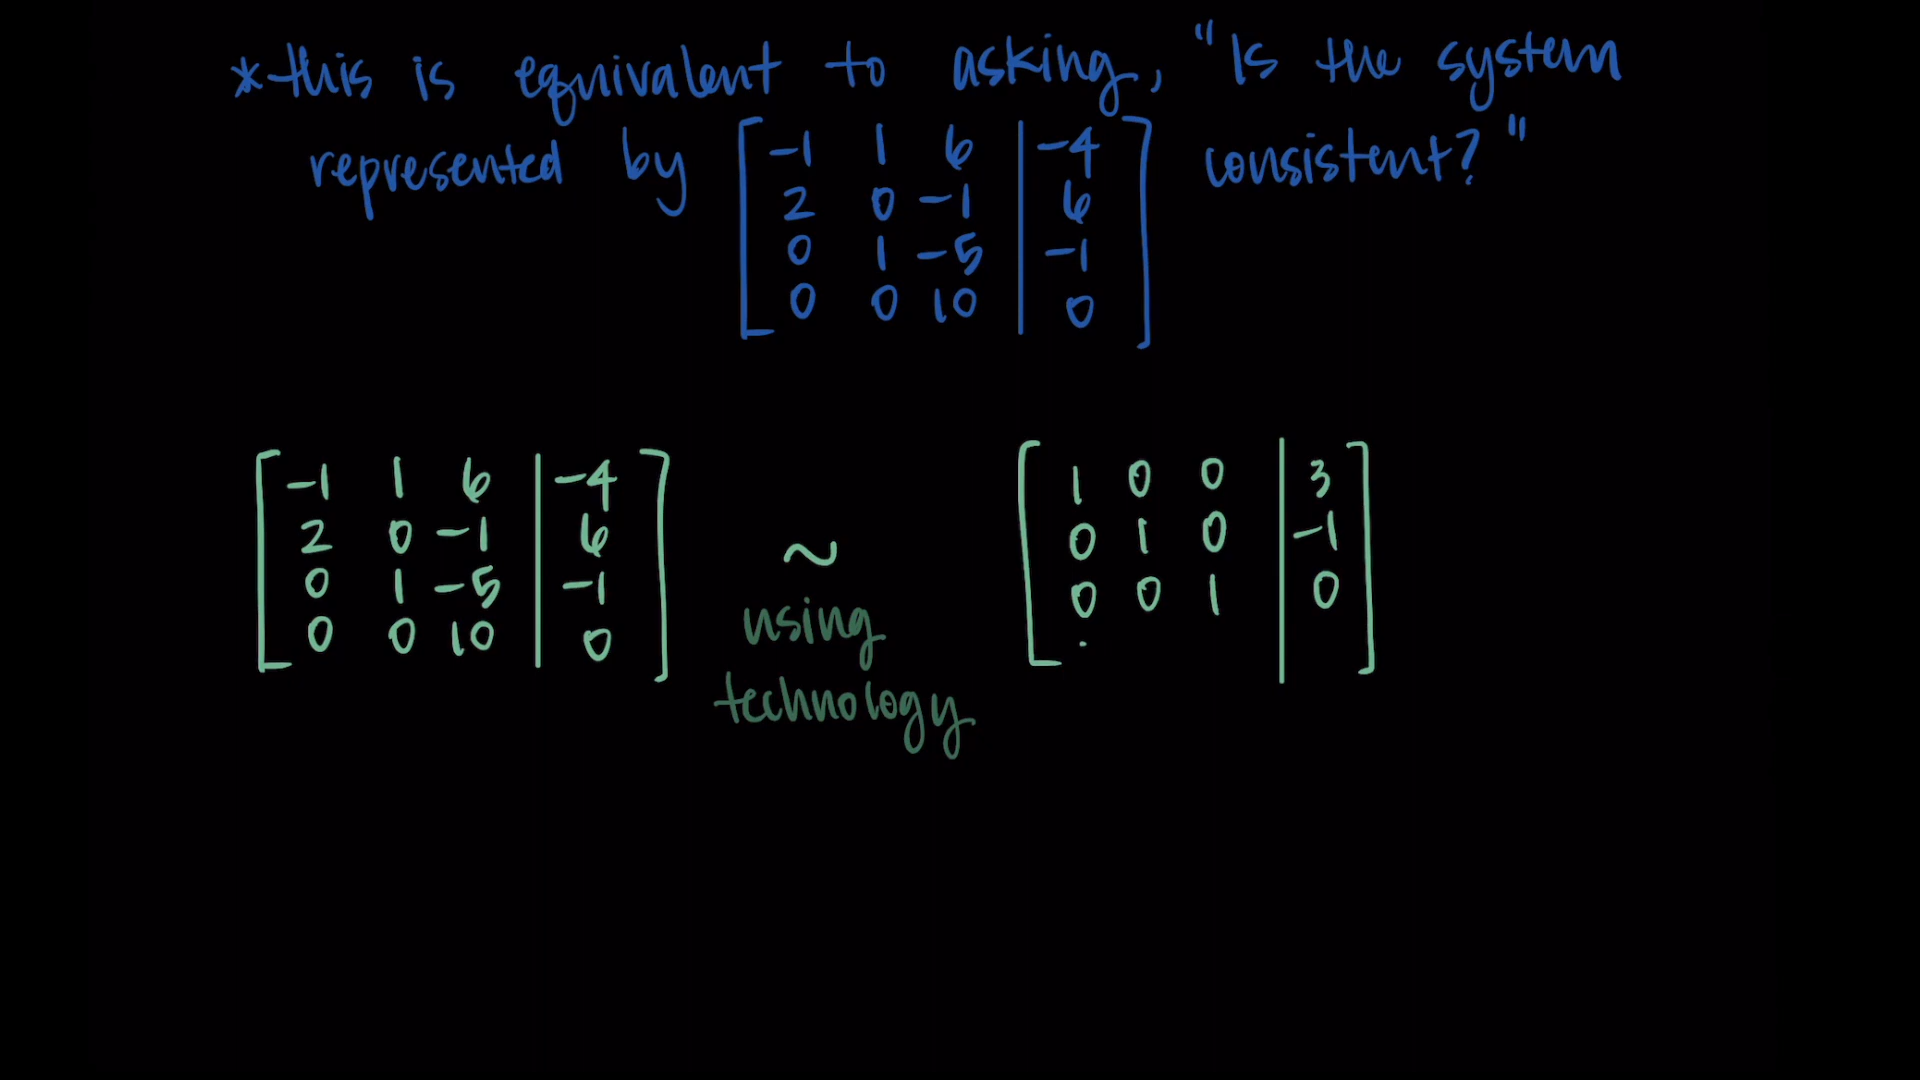 *this is equivalent to asking, "Is the system
represented by [ -1 1 6 | -4 ] consistent?"
2 0 -1 | 6
0 1 -5 | -1
0 0 10 | 0
[ -1 1 6 | -4 ] ~ [ 1 0 0 | 3 ]
2 0 -1 | 6 0 1 0 | -1
0 1 -5 | -1 0 0 1 | 0
0 0 10 | 0
using
technology